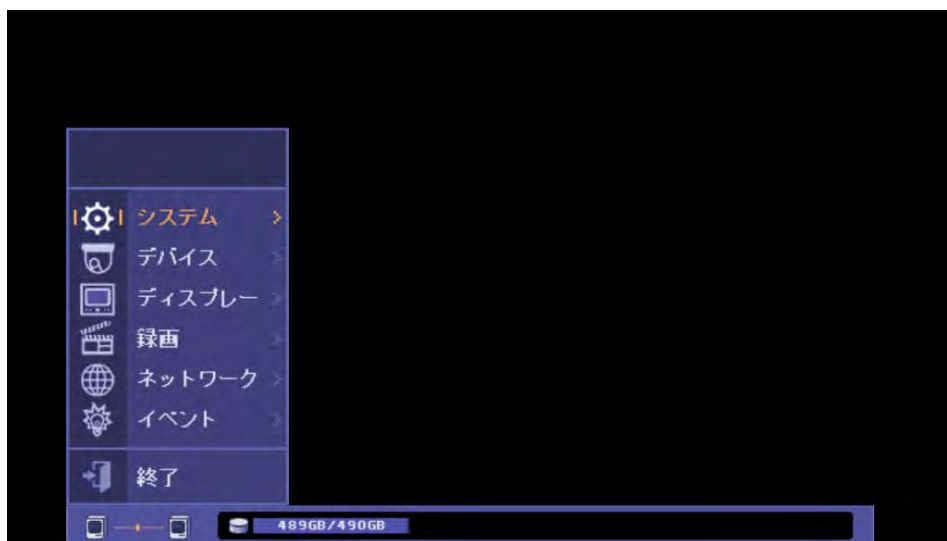 システム
デバイス
ディスプレー
録画
ネットワーク
イベント
終了
489GB/490GB